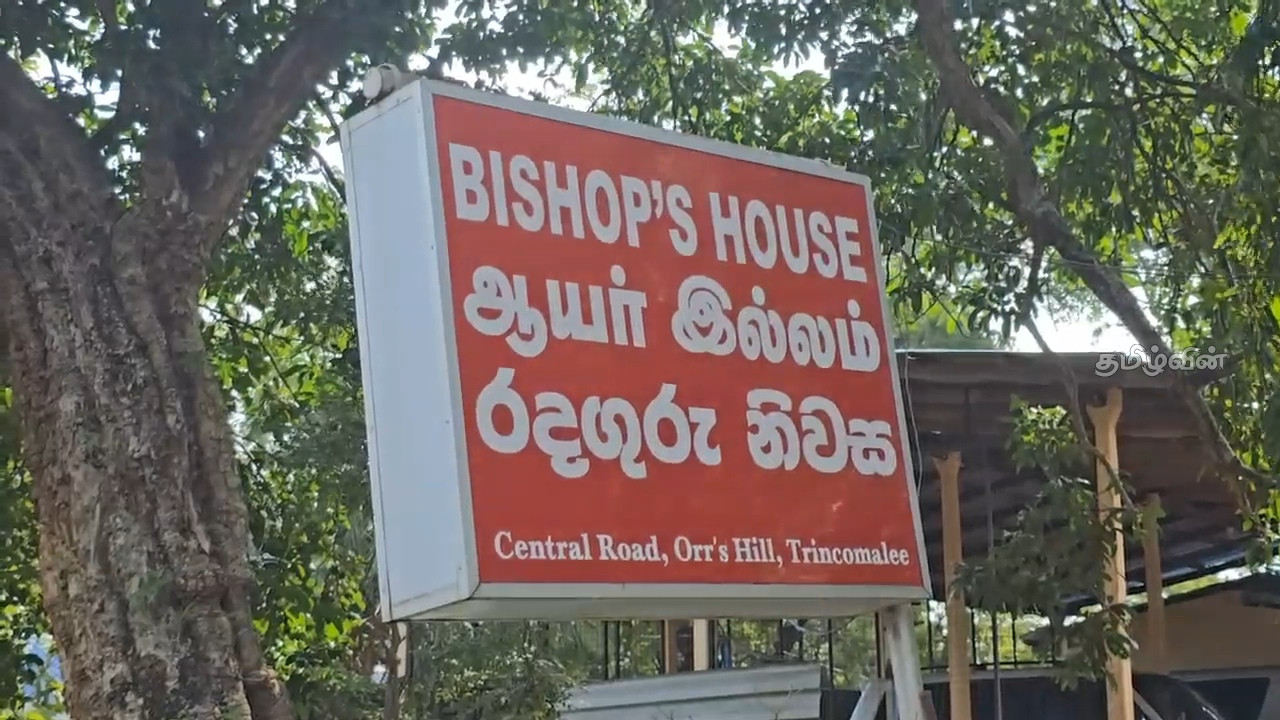 BISHOP'S HOUSE
ஆயர் இல்லம்
රදගුරු නිවස
Central Road, Orr's Hill, Trincomalee
தமிழ்வின்